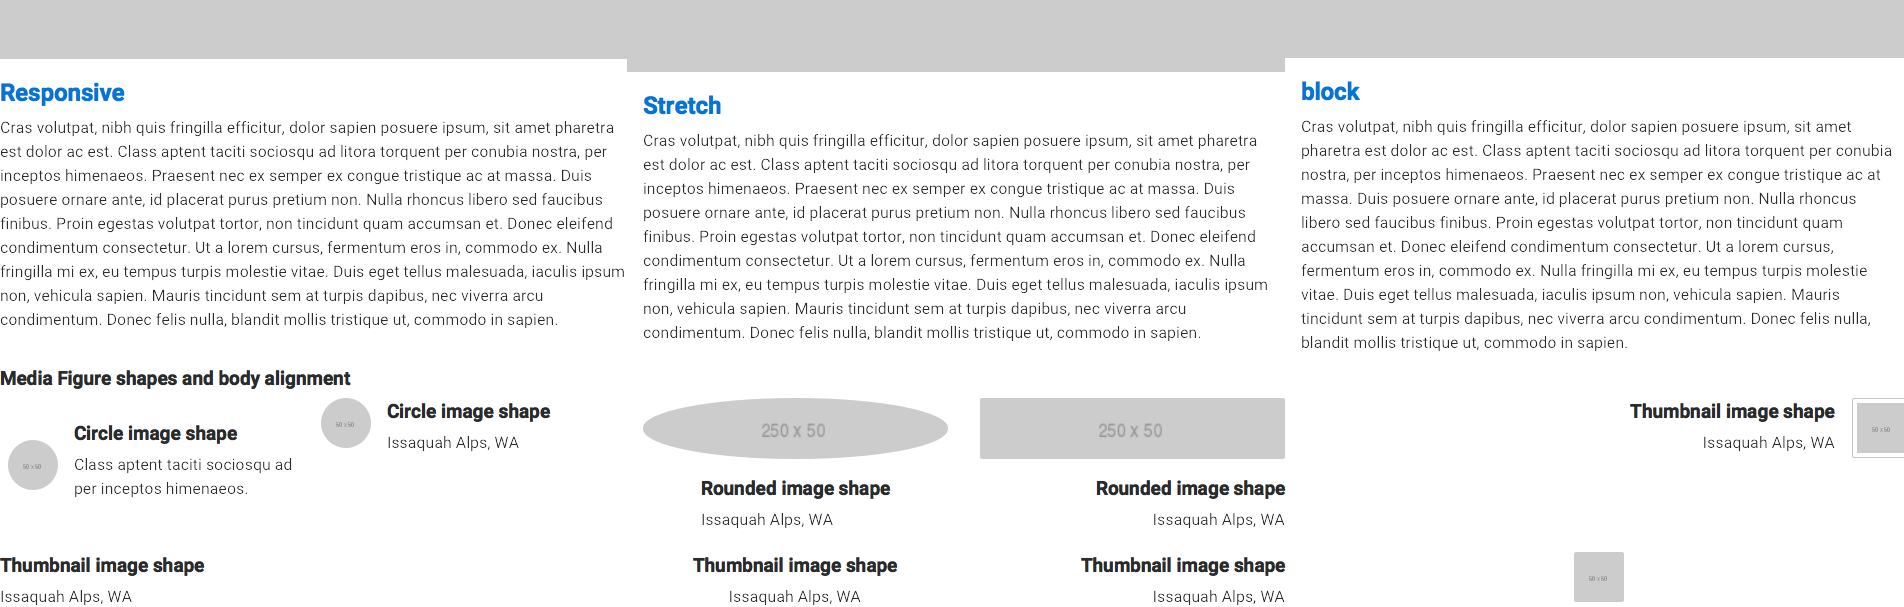 Responsive
Cras volutpat, nibh quis fringilla efficitur, dolor sapien posuere ipsum, sit amet pharetra
est dolor ac est. Class aptent taciti sociosqu ad litora torquent per conubia nostra, per
inceptos himenaeos. Praesent nec ex semper ex congue tristique ac at massa. Duis
posuere ornare ante, id placerat purus pretium non. Nulla rhoncus libero sed faucibus
finibus. Proin egestas volutpat tortor, non tincidunt quam accumsan et. Donec eleifend
condimentum consectetur. Ut a lorem cursus, fermentum eros in, commodo ex. Nulla
fringilla mi ex, eu tempus turpis molestie vitae. Duis eget tellus malesuada, iaculis ipsum
non, vehicula sapien. Mauris tincidunt sem at turpis dapibus, nec viverra arcu
condimentum. Donec felis nulla, blandit mollis tristique ut, commodo in sapien.
Stretch
Cras volutpat, nibh quis fringilla efficitur, dolor sapien posuere ipsum, sit amet pharetra
est dolor ac est. Class aptent taciti sociosqu ad litora torquent per conubia nostra, per
inceptos himenaeos. Praesent nec ex semper ex congue tristique ac at massa. Duis
posuere ornare ante, id placerat purus pretium non. Nulla rhoncus libero sed faucibus
finibus. Proin egestas volutpat tortor, non tincidunt quam accumsan et. Donec eleifend
condimentum consectetur. Ut a lorem cursus, fermentum eros in, commodo ex. Nulla
fringilla mi ex, eu tempus turpis molestie vitae. Duis eget tellus malesuada, iaculis ipsum
non, vehicula sapien. Mauris tincidunt sem at turpis dapibus, nec viverra arcu
condimentum. Donec felis nulla, blandit mollis tristique ut, commodo in sapien.
block
Cras volutpat, nibh quis fringilla efficitur, dolor sapien posuere ipsum, sit amet
pharetra est dolor ac est. Class aptent taciti sociosqu ad litora torquent per conubia
nostra, per inceptos himenaeos. Praesent nec ex semper ex congue tristique ac at
massa. Duis posuere ornare ante, id placerat purus pretium non. Nulla rhoncus
libero sed faucibus finibus. Proin egestas volutpat tortor, non tincidunt quam
accumsan et. Donec eleifend condimentum consectetur. Ut a lorem cursus,
fermentum eros in, commodo ex. Nulla fringilla mi ex, eu tempus turpis molestie
vitae. Duis eget tellus malesuada, iaculis ipsum non, vehicula sapien. Mauris
tincidunt sem at turpis dapibus, nec viverra arcu condimentum. Donec felis nulla,
blandit mollis tristique ut, commodo in sapien.
Media Figure shapes and body alignment
50 x 50
Circle image shape
Class aptent taciti sociosqu ad
per inceptos himenaeos.
50 x 50
Circle image shape
Issaquah Alps, WA
250 x 50
Rounded image shape
Issaquah Alps, WA
250 x 50
Rounded image shape
Issaquah Alps, WA
Thumbnail image shape
Issaquah Alps, WA
50 x 50
Thumbnail image shape
Issaquah Alps, WA
Thumbnail image shape
Issaquah Alps, WA
Thumbnail image shape
Issaquah Alps, WA
50 x 50